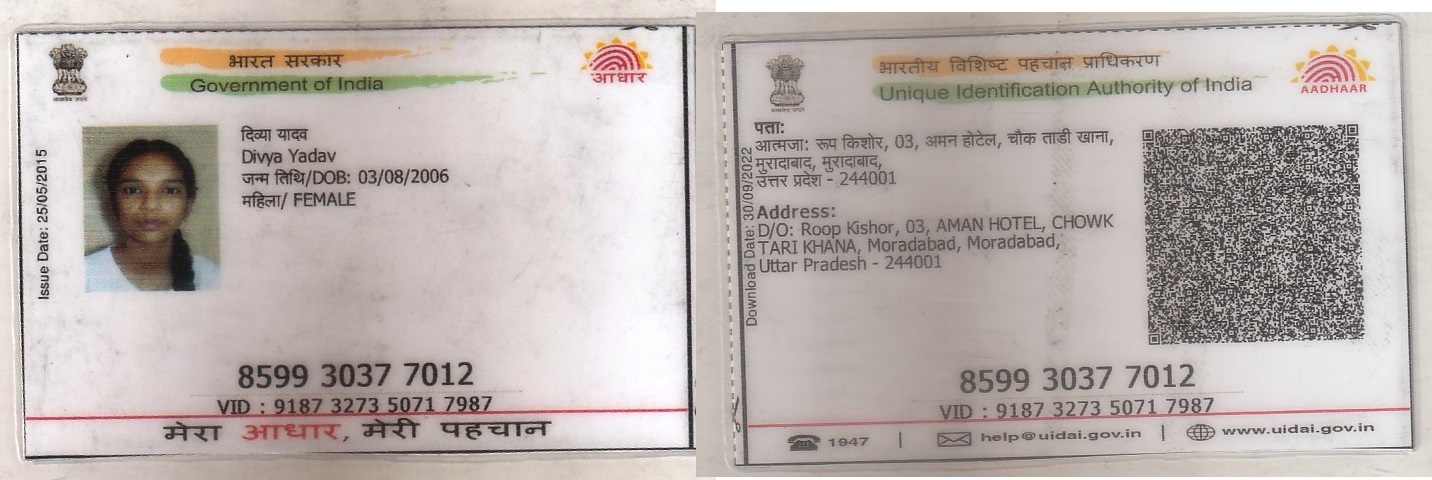 भारत सरकार
Government of India
आधार
Issue Date: 25/05/2015
दिव्या यादव
Divya Yadav
जन्म तिथि/DOB: 03/08/2006
महिला/ FEMALE
8599 3037 7012
VID : 9187 3273 5071 7987
मेरा आधार, मेरी पहचान
भारतीय विशिष्ट पहचान प्राधिकरण
Unique Identification Authority of India
AADHAAR
Download Date: 30/09/2022
पता:
आत्मजा: रूप किशोर, 03, अमन होटेल, चौक ताडी खाना,
मुरादाबाद, मुरादाबाद,
उत्तर प्रदेश - 244001
Address:
D/O: Roop Kishor, 03, AMAN HOTEL, CHOWK
TARI KHANA, Moradabad, Moradabad,
Uttar Pradesh - 244001
8599 3037 7012
VID : 9187 3273 5071 7987
1947 | help@uidai.gov.in | www.uidai.gov.in